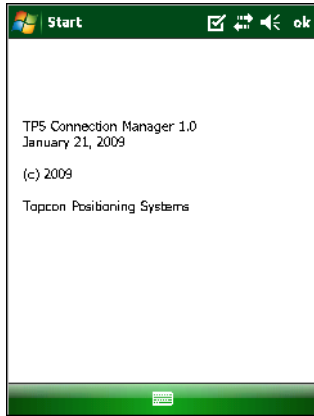 Start
ok
TPS Connection Manager 1.0
January 21, 2009
(c) 2009
Topcon Positioning Systems